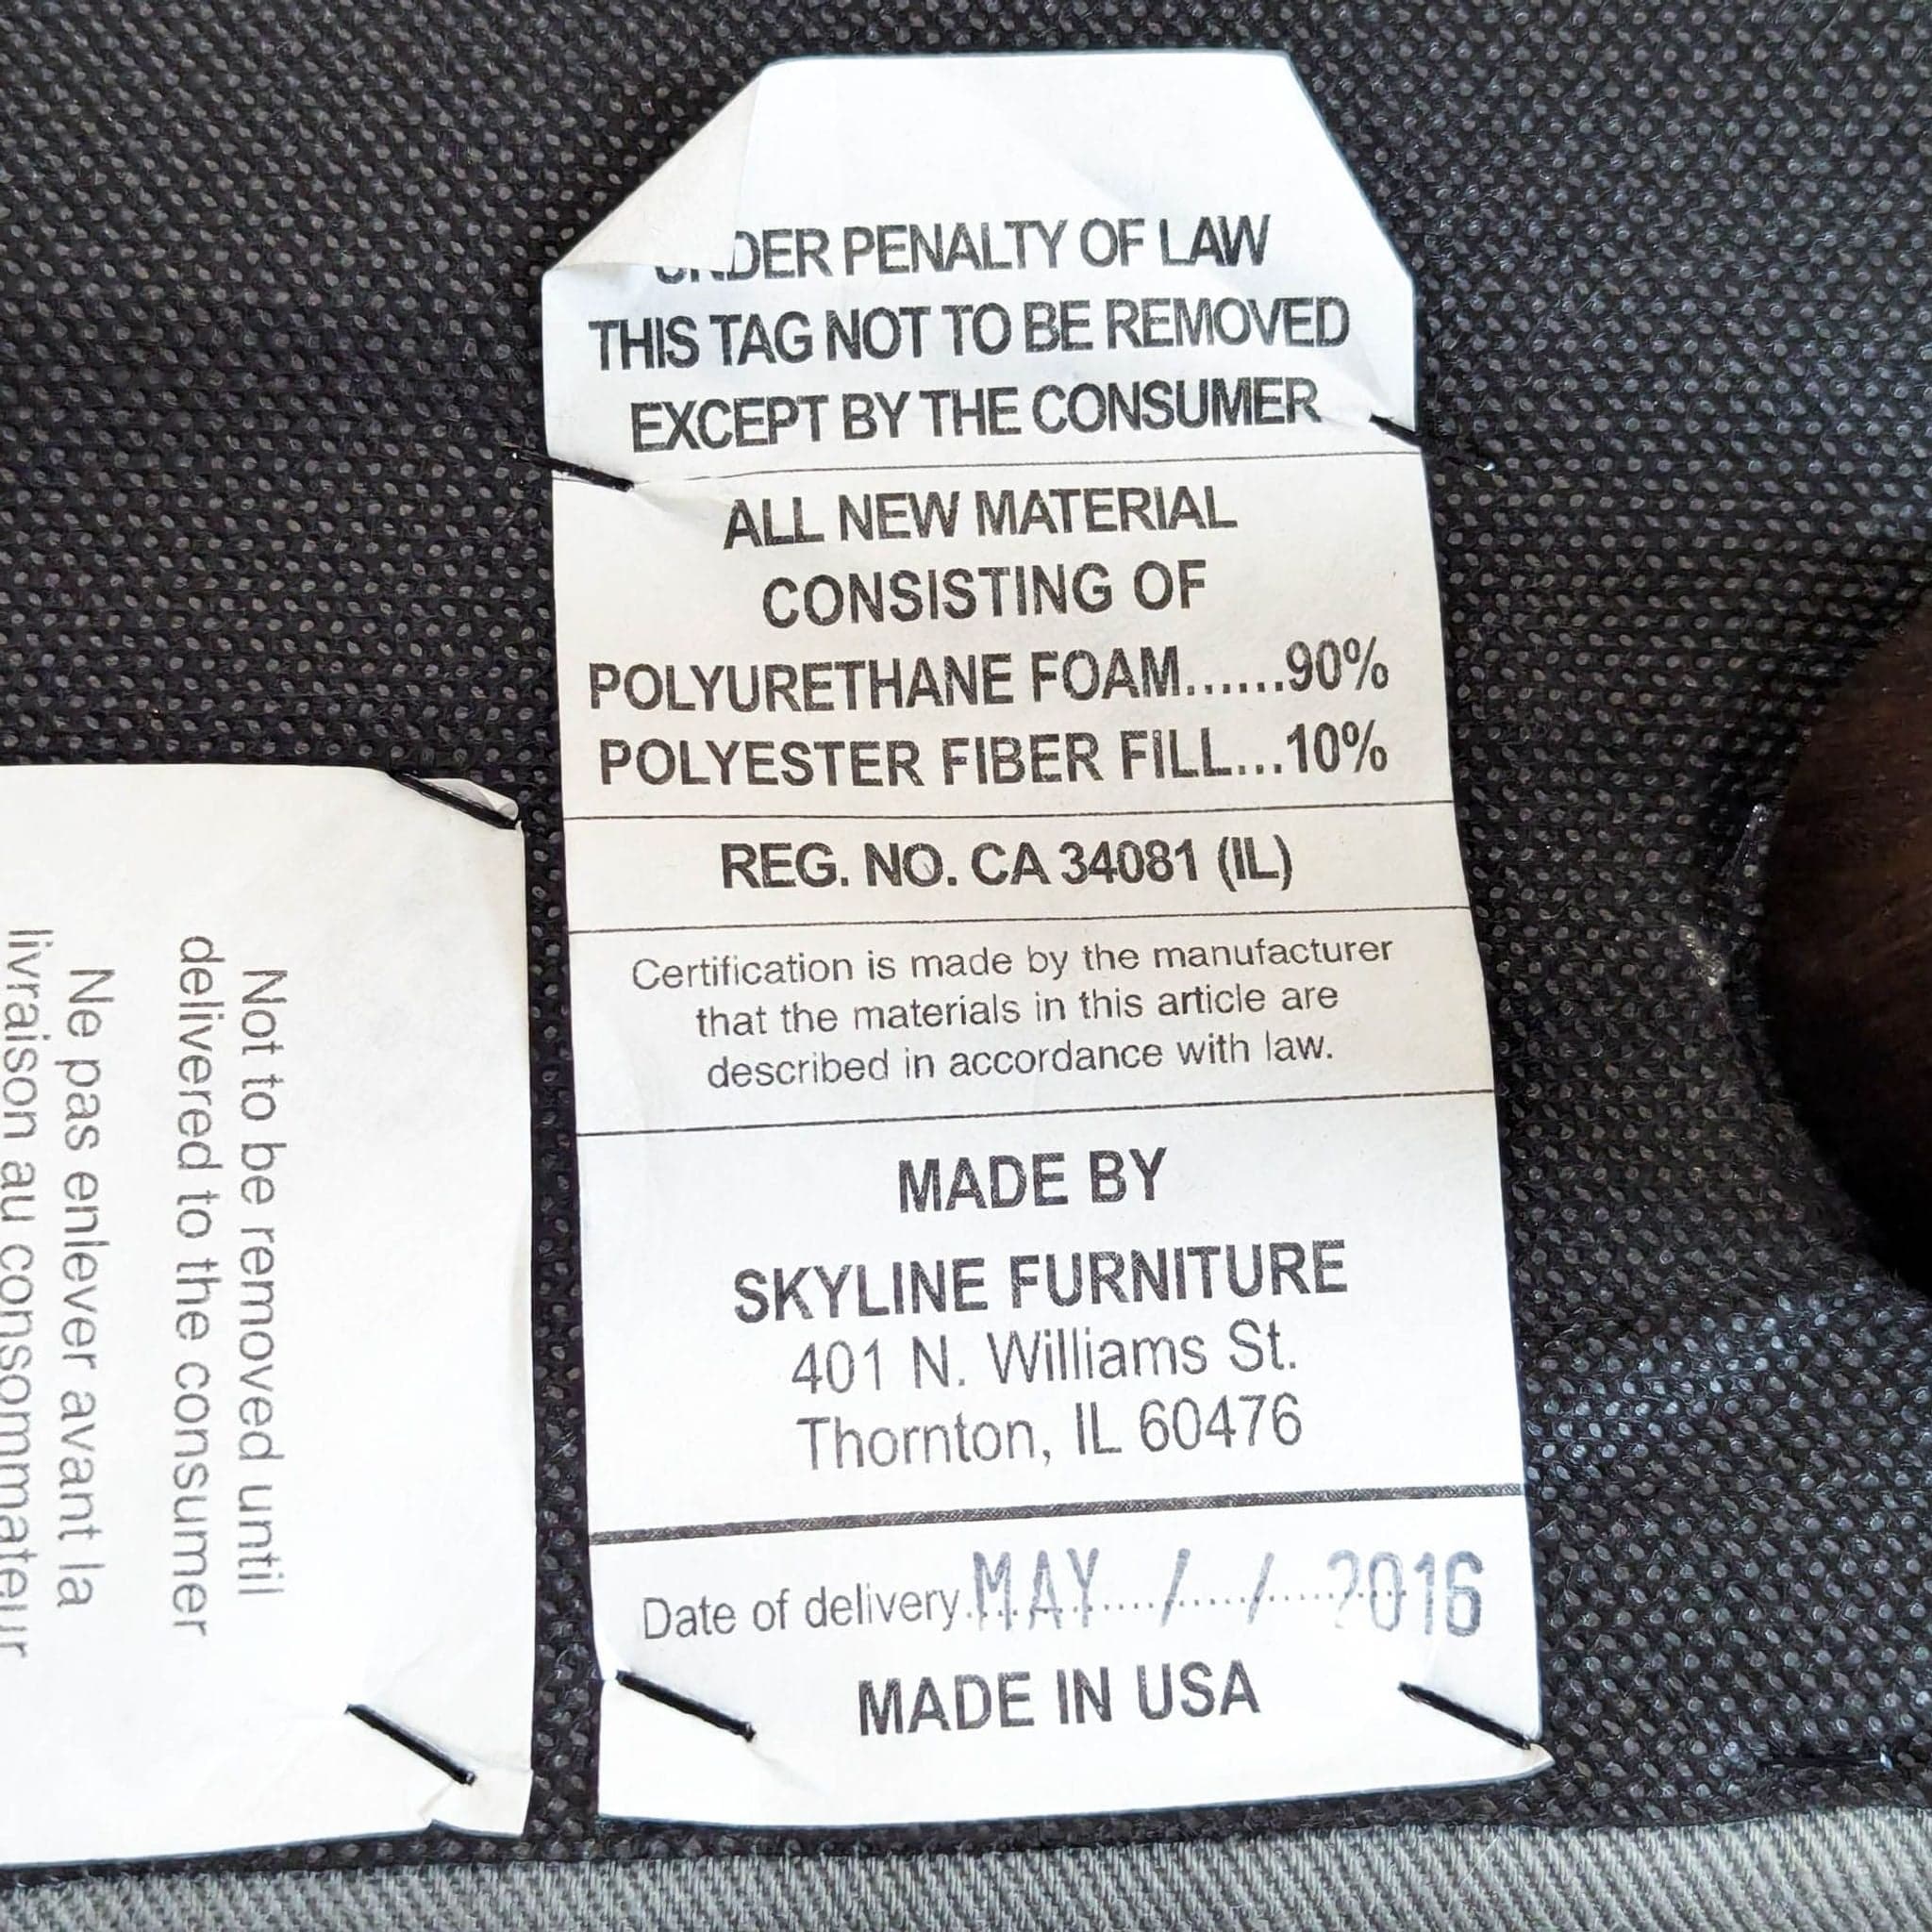 UNDER PENALTY OF LAW
THIS TAG NOT TO BE REMOVED
EXCEPT BY THE CONSUMER
ALL NEW MATERIAL
CONSISTING OF
POLYURETHANE FOAM......90%
POLYESTER FIBER FILL...10%
REG. NO. CA 34081 (IL)
Certification is made by the manufacturer
that the materials in this article are
described in accordance with law.
MADE BY
SKYLINE FURNITURE
401 N. Williams St.
Thornton, IL 60476
Date of delivery MAY / / 2016
MADE IN USA
Not to be removed until
delivered to the consumer
Ne pas enlever avant la
livraison au consommateur